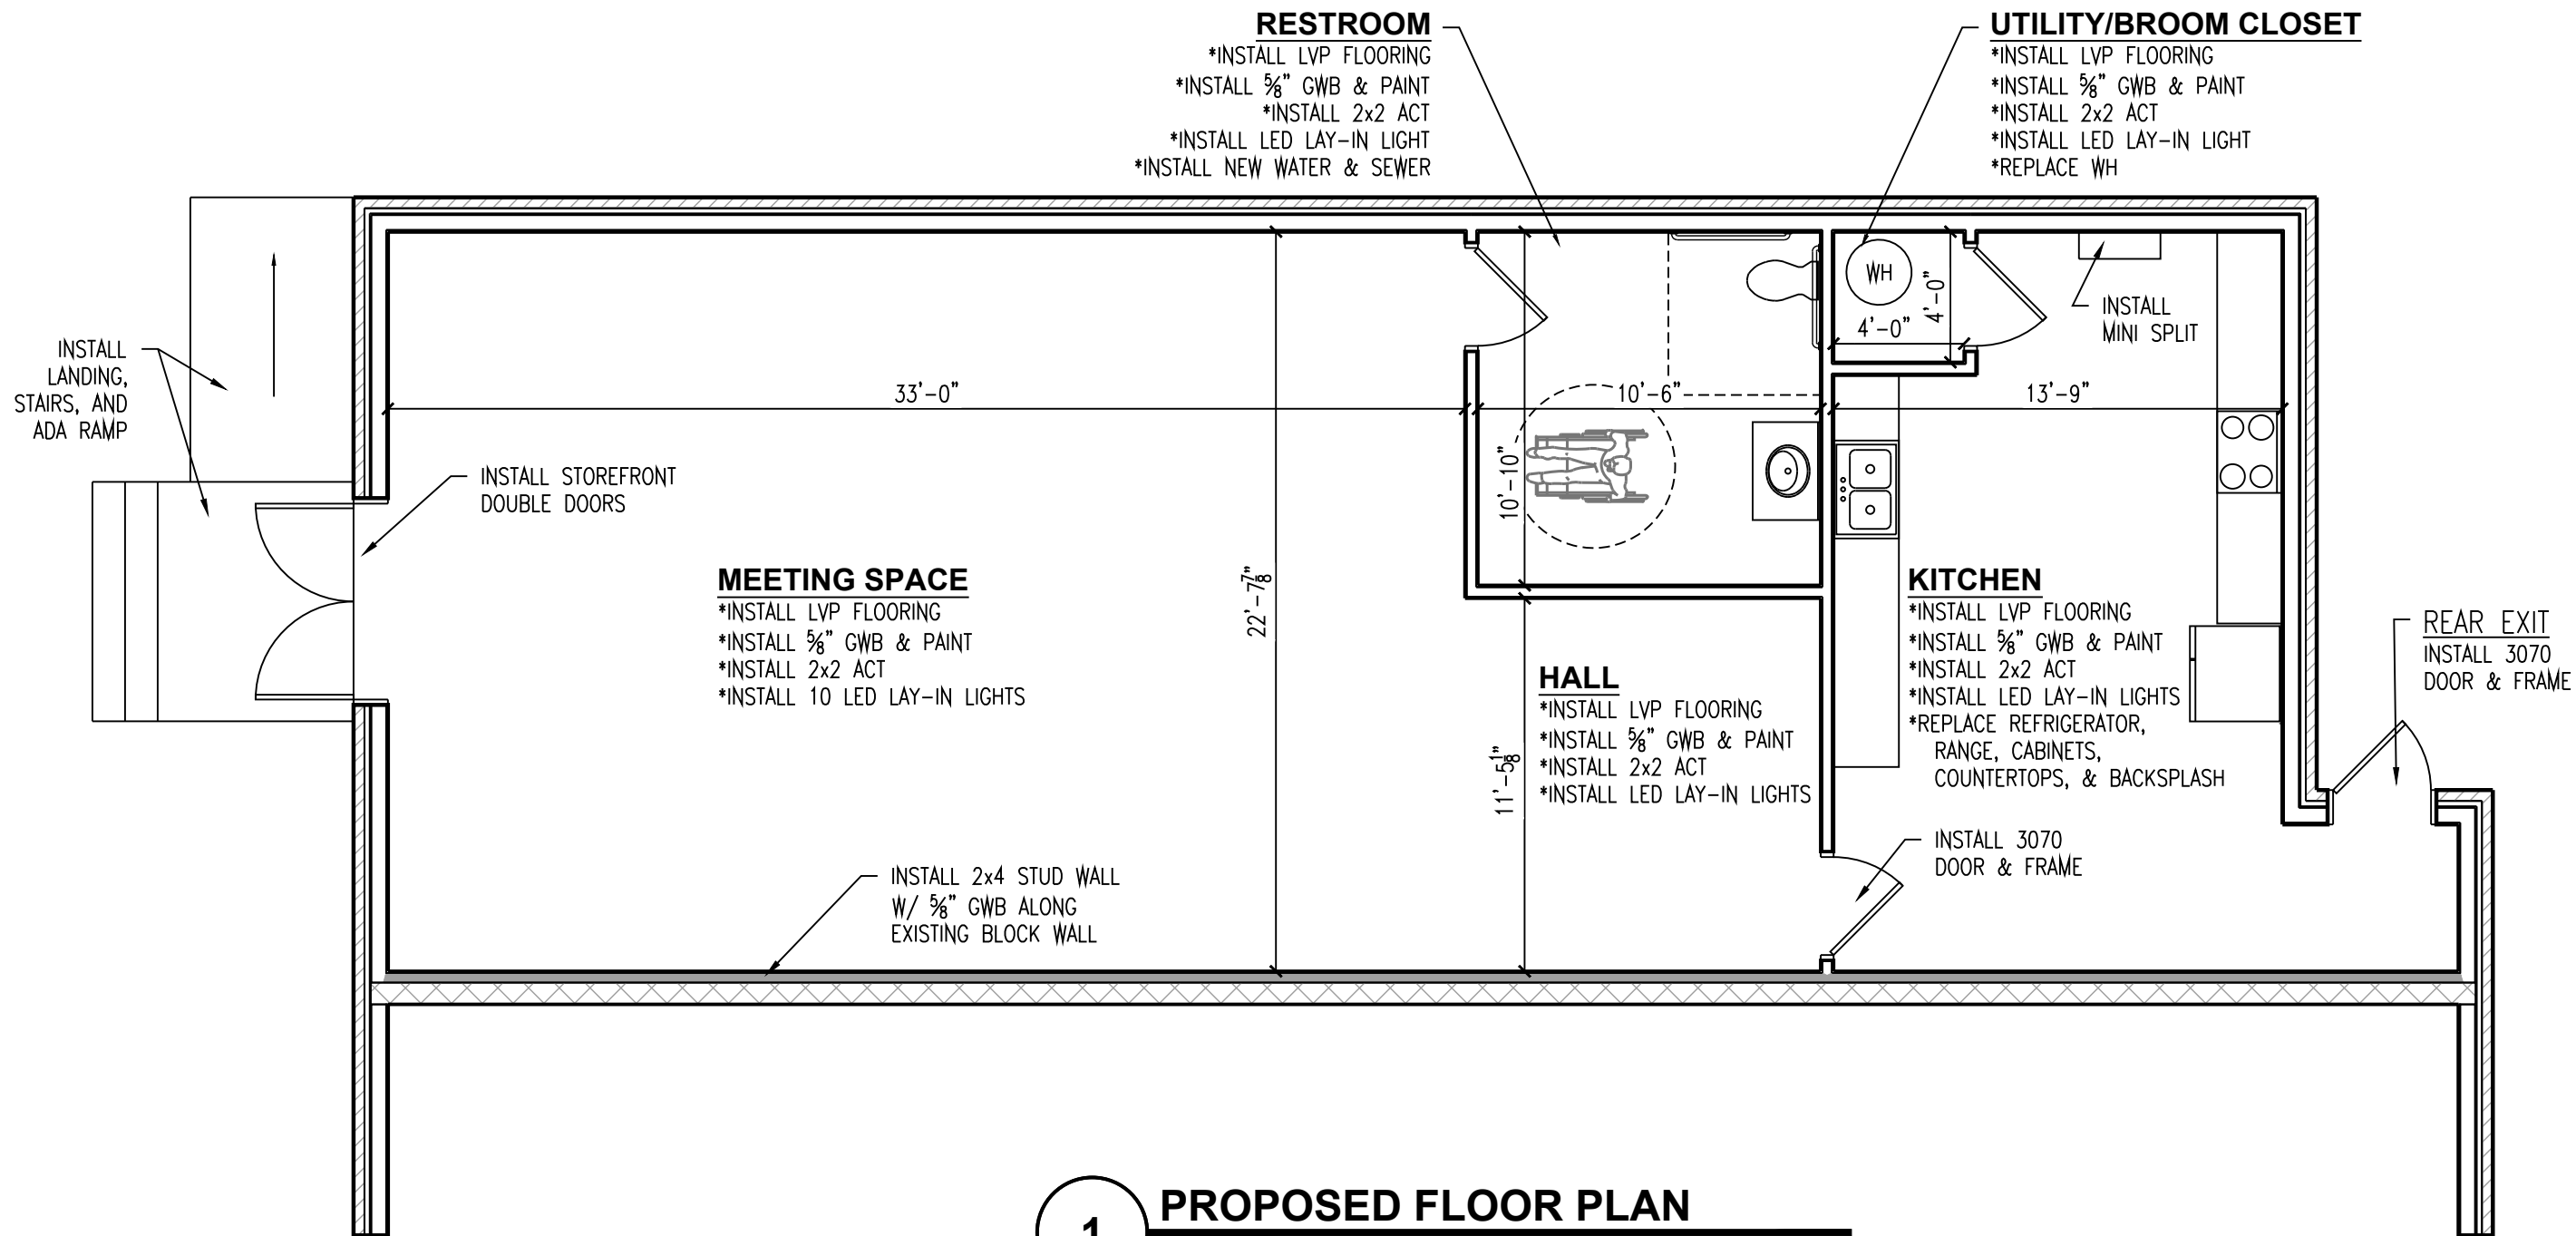 RESTROOM
*INSTALL LVP FLOORING
*INSTALL ⅝" GWB & PAINT
*INSTALL 2x2 ACT
*INSTALL LED LAY-IN LIGHT
*INSTALL NEW WATER & SEWER
UTILITY/BROOM CLOSET
*INSTALL LVP FLOORING
*INSTALL ⅝" GWB & PAINT
*INSTALL 2x2 ACT
*INSTALL LED LAY-IN LIGHT
*REPLACE WH
WH
4'-0"
4'-0"
INSTALL
MINI SPLIT
INSTALL
LANDING,
STAIRS, AND
ADA RAMP
33'-0"
10'-6"
13'-9"
INSTALL STOREFRONT
DOUBLE DOORS
10'-10"
22'-7⅞"
MEETING SPACE
*INSTALL LVP FLOORING
*INSTALL ⅝" GWB & PAINT
*INSTALL 2x2 ACT
*INSTALL 10 LED LAY-IN LIGHTS
KITCHEN
*INSTALL LVP FLOORING
*INSTALL ⅝" GWB & PAINT
*INSTALL 2x2 ACT
*INSTALL LED LAY-IN LIGHTS
*REPLACE REFRIGERATOR,
RANGE, CABINETS,
COUNTERTOPS, & BACKSPLASH
REAR EXIT
INSTALL 3070
DOOR & FRAME
HALL
*INSTALL LVP FLOORING
*INSTALL ⅝" GWB & PAINT
*INSTALL 2x2 ACT
*INSTALL LED LAY-IN LIGHTS
11'-5⅛"
INSTALL 3070
DOOR & FRAME
INSTALL 2x4 STUD WALL
W/ ⅝" GWB ALONG
EXISTING BLOCK WALL
1
PROPOSED FLOOR PLAN